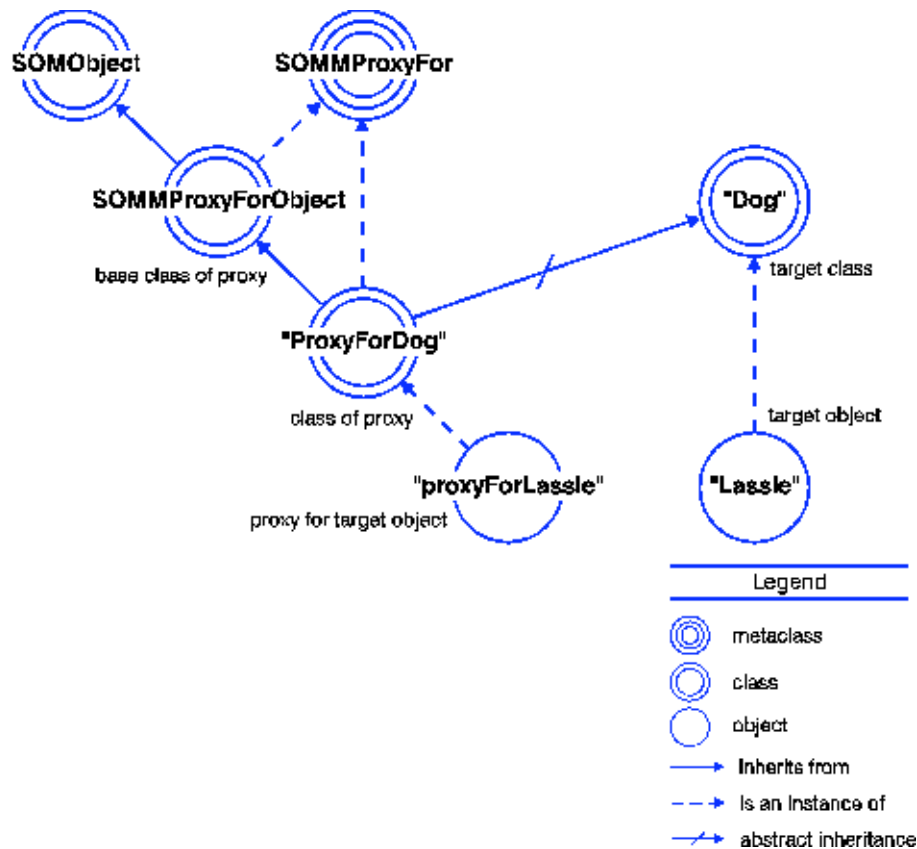 SOMObject
SOMMProxyFor
SOMMProxyForObject
"Dog"
base class of proxy
target class
"ProxyForDog"
class of proxy
target object
"proxyForLassie"
"Lassie"
proxy for target object
Legend
metaclass
class
object
Inherits from
Is an Instance of
abstract inheritance